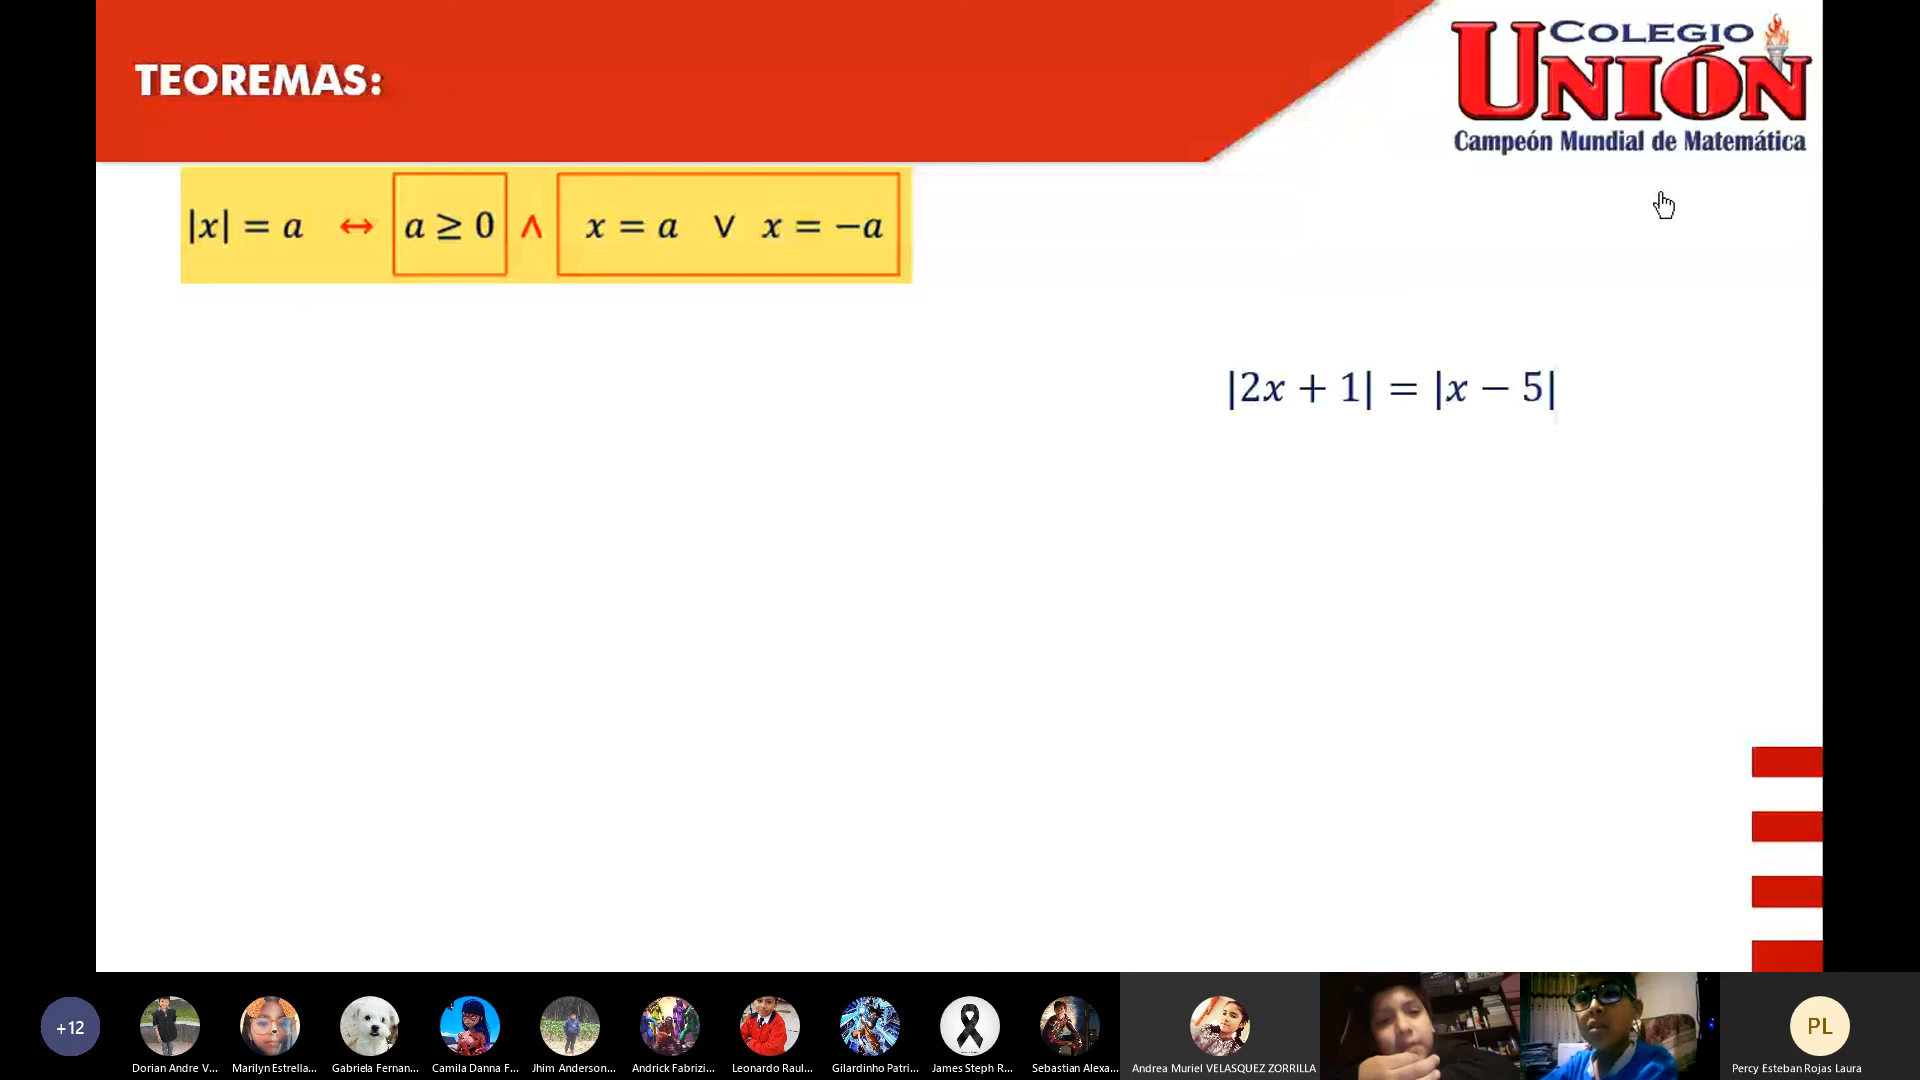 TEOREMAS:
COLEGIO
UNIÓN
Campeón Mundial de Matemática
|x| = a ↔ a ≥ 0 ∧ x = a ∨ x = −a
|2x + 1| = |x − 5|
+12
Dorian Andre V...
Marilyn Estrella...
Gabriela Fernan...
Camila Danna F...
Jhim Anderson...
Andrick Fabrizi...
Leonardo Raul...
Gilardinho Patri...
James Steph R...
Sebastian Alexa...
Andrea Muriel VELASQUEZ ZORRILLA
PL
Percy Esteban Rojas Laura